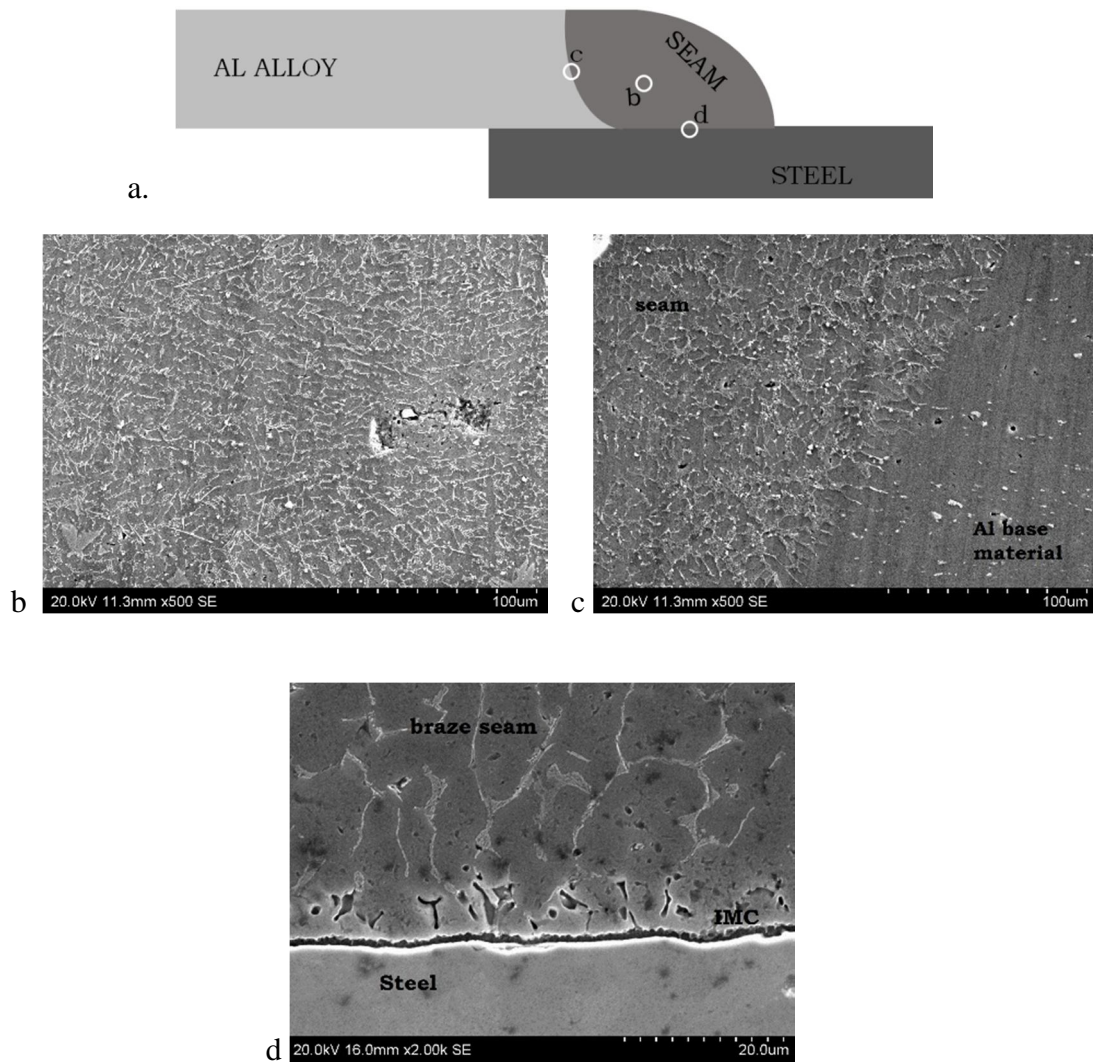 AL ALLOY
c
SEAM
b
d
STEEL
a.
seam
Al base
material
20.0kV 11.3mm x500 SE
100um
b
20.0kV 11.3mm x500 SE
100um
c
braze seam
IMC
Steel
20.0kV 16.0mm x2.00k SE
20.0um
d